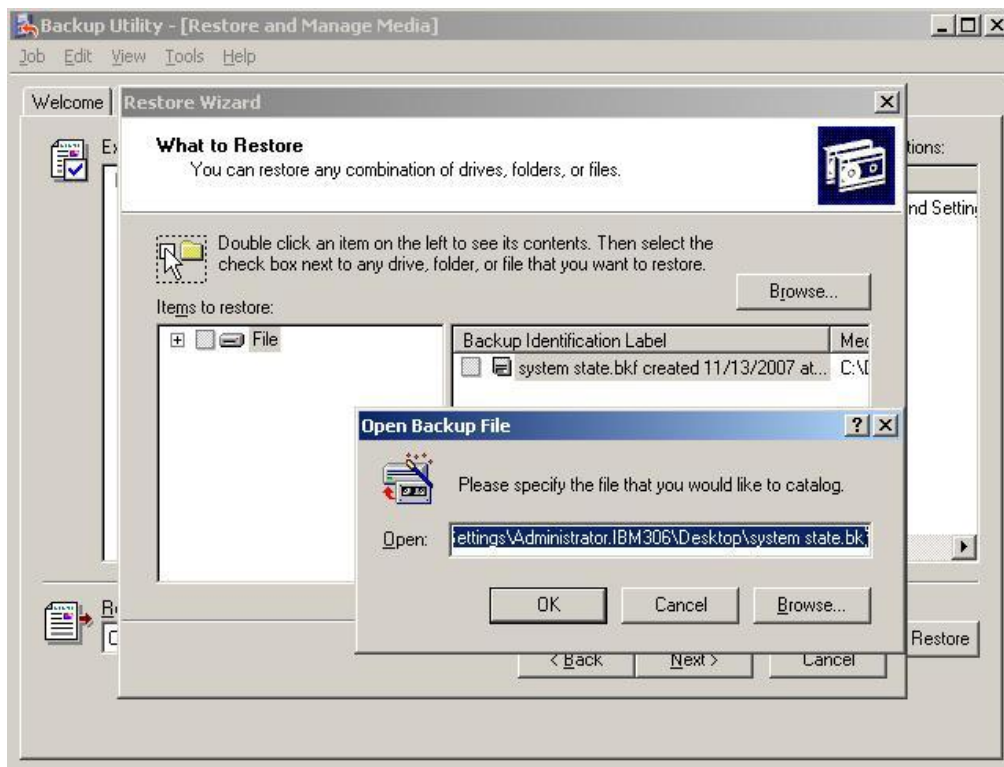 Backup Utility - [Restore and Manage Media]
Job Edit View Tools Help
Welcome
Restore Wizard
What to Restore
You can restore any combination of drives, folders, or files.
tions:
nd Setting
Double click an item on the left to see its contents. Then select the
check box next to any drive, folder, or file that you want to restore.
Browse...
Items to restore:
File
Backup Identification Label
system state.bkf created 11/13/2007 at... C:\
Open Backup File
Please specify the file that you would like to catalog.
Open: ettings\Administrator.IBM306\Desktop\system state.bk
OK Cancel Browse...
Restore
< Back Next > Cancel